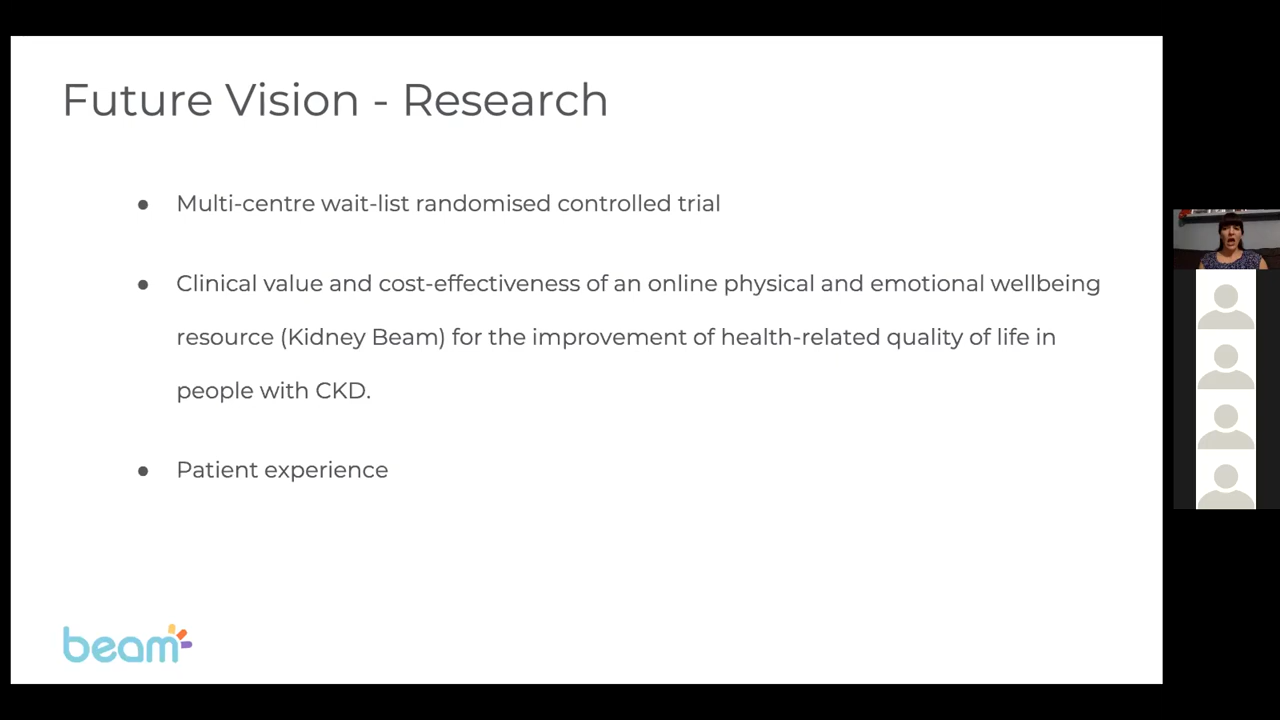 Future Vision - Research
● Multi-centre wait-list randomised controlled trial
● Clinical value and cost-effectiveness of an online physical and emotional wellbeing
resource (Kidney Beam) for the improvement of health-related quality of life in
people with CKD.
● Patient experience
beam